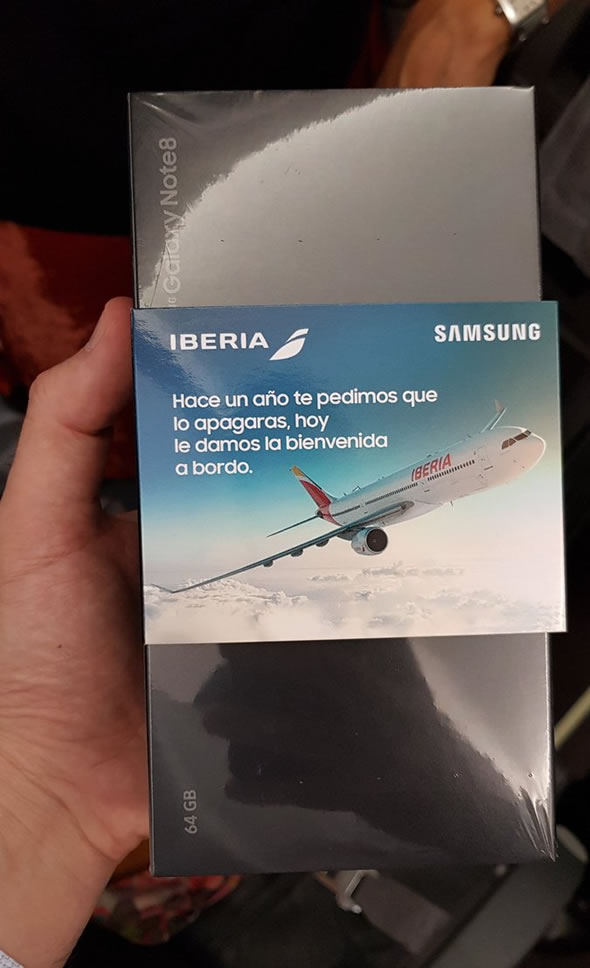 Galaxy Note8
IBERIA
SAMSUNG
Hace un año te pedimos que
lo apagaras, hoy
le damos la bienvenida
a bordo.
IBERIA
64 GB